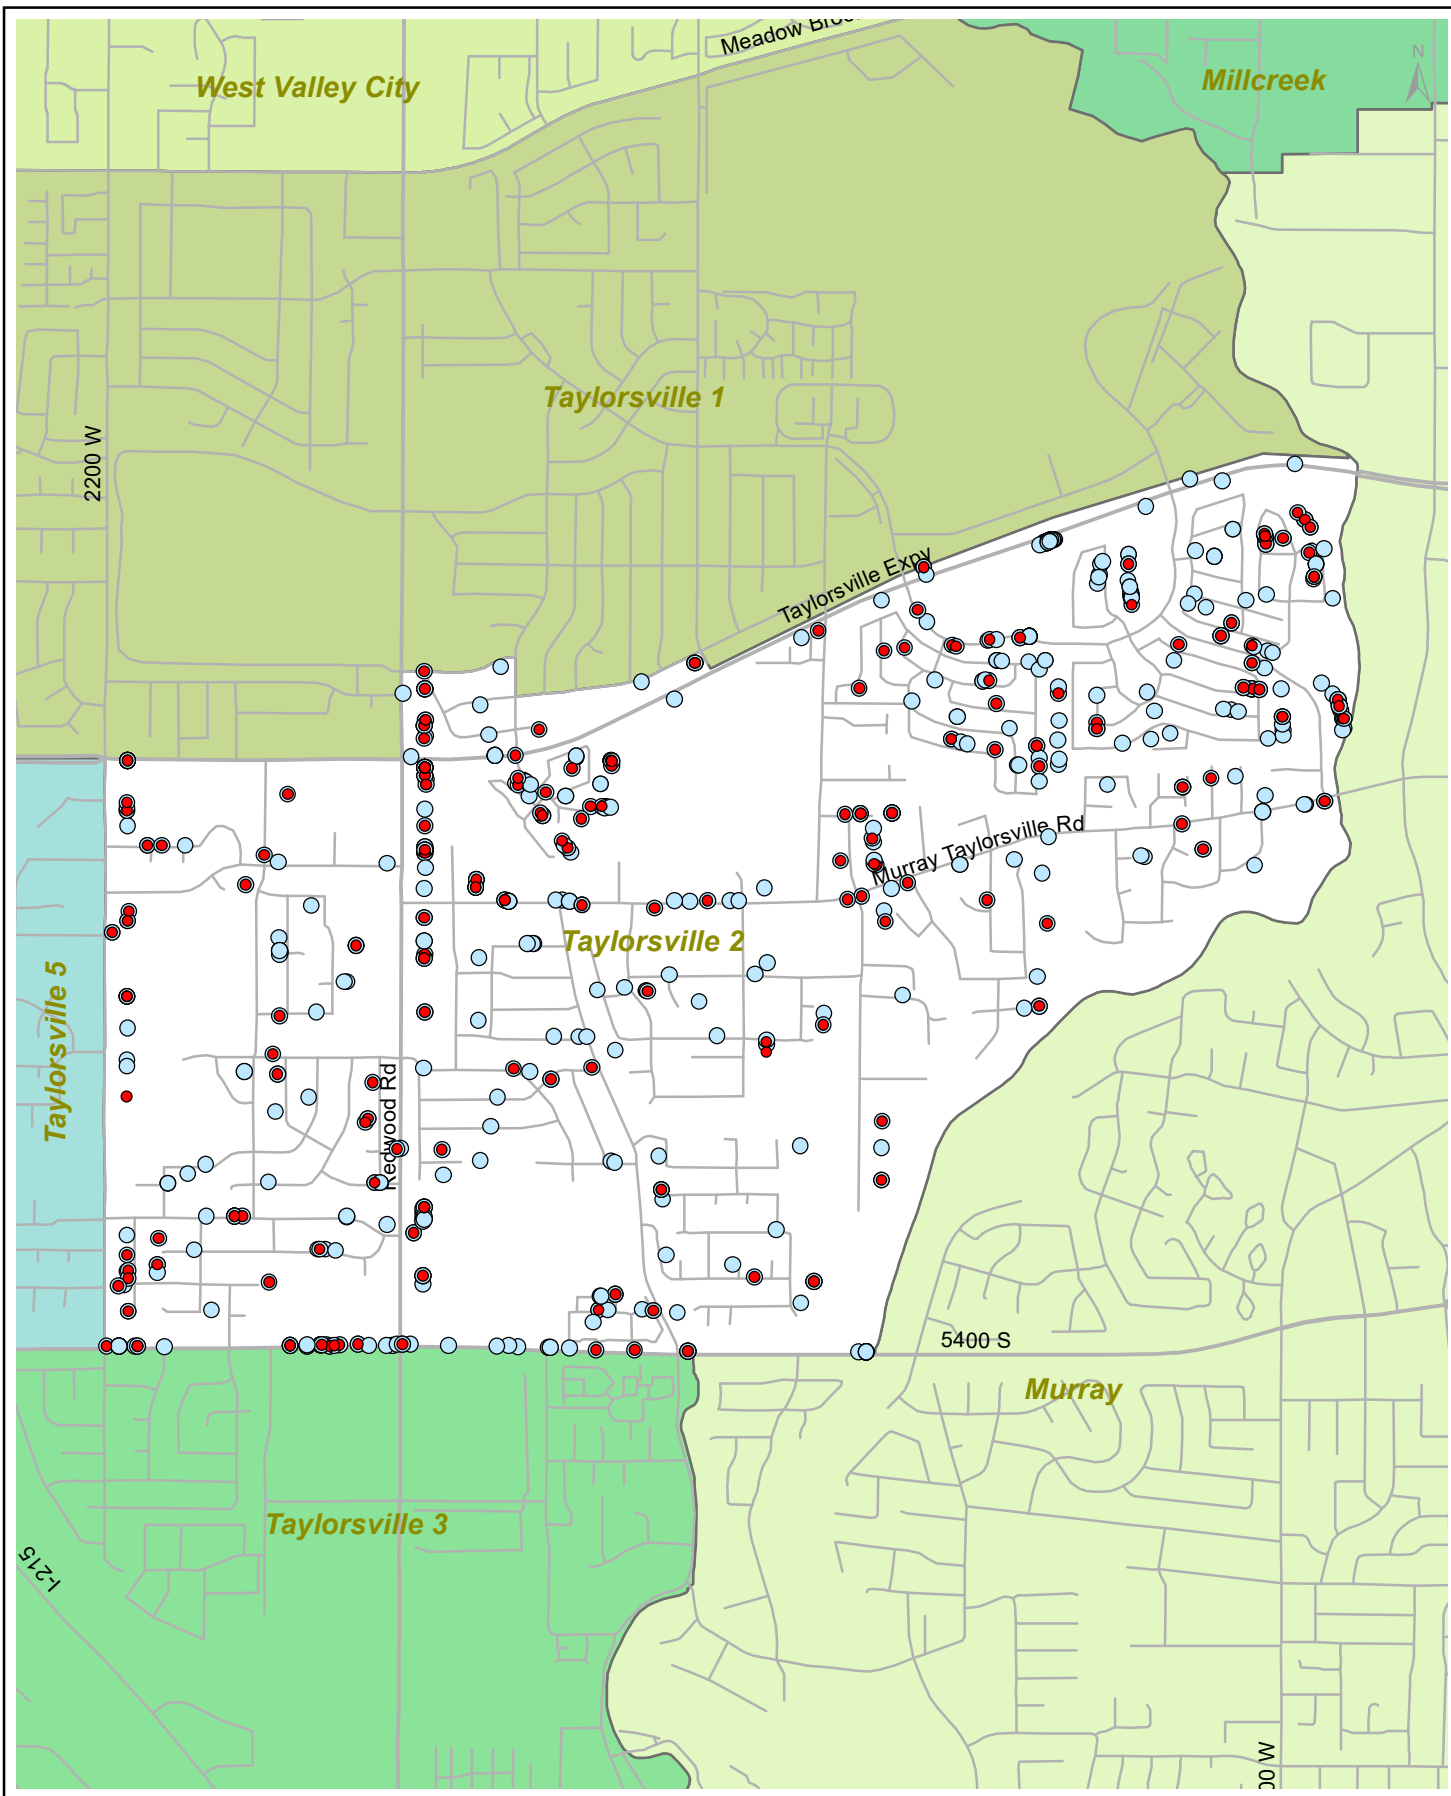 Meadow
West Valley City
Millcreek
N
Taylorsville 1
2200 W
Taylorsville Expy
Murray Taylorsville Rd
Taylorsville 2
Taylorsville 5
Redwood Rd
5400 S
Murray
Taylorsville 3
I-215
00 W